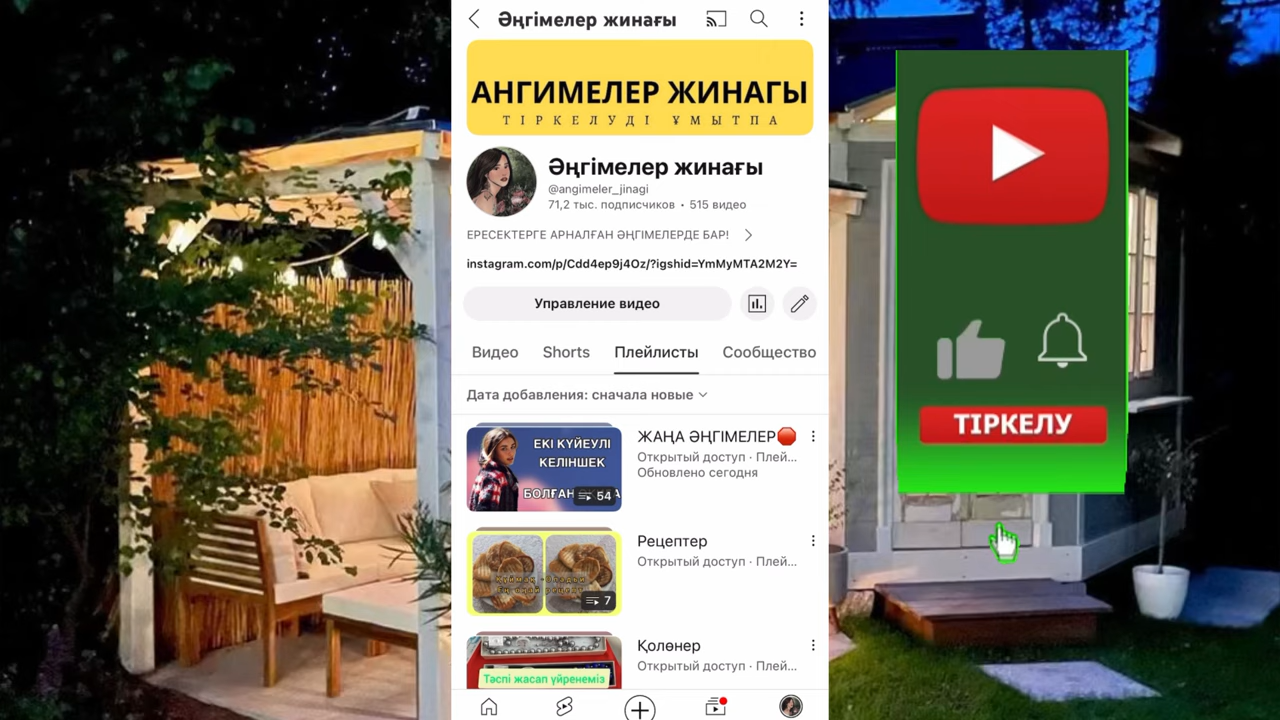 Әңгімелер жинағы
АНГИМЕЛЕР ЖИНАГЫ
ТІРКЕЛУДІ ҰМЫТПА
Әңгімелер жинағы
@angimeler_jinagi
71,2 тыс. подписчиков • 515 видео
ЕРЕСЕКТЕРГЕ АРНАЛҒАН ӘҢГІМЕЛЕРДЕ БАР!
instagram.com/p/Cdd4ep9j4Oz/?igshid=YmMyMTA2M2Y=
Управление видео
Видео Shorts Плейлисты Сообщество
Дата добавления: сначала новые
ЕКІ КҮЙЕУЛІ
КЕЛІНШЕК
54
ЖАҢА ӘҢГІМЕЛЕР
Открытый доступ · Плей...
Обновлено сегодня
7
Рецептер
Открытый доступ · Плей...
Тәспі жасап үйренеміз
Қолөнер
Открытый доступ · Плей...
ТІРКЕЛУ